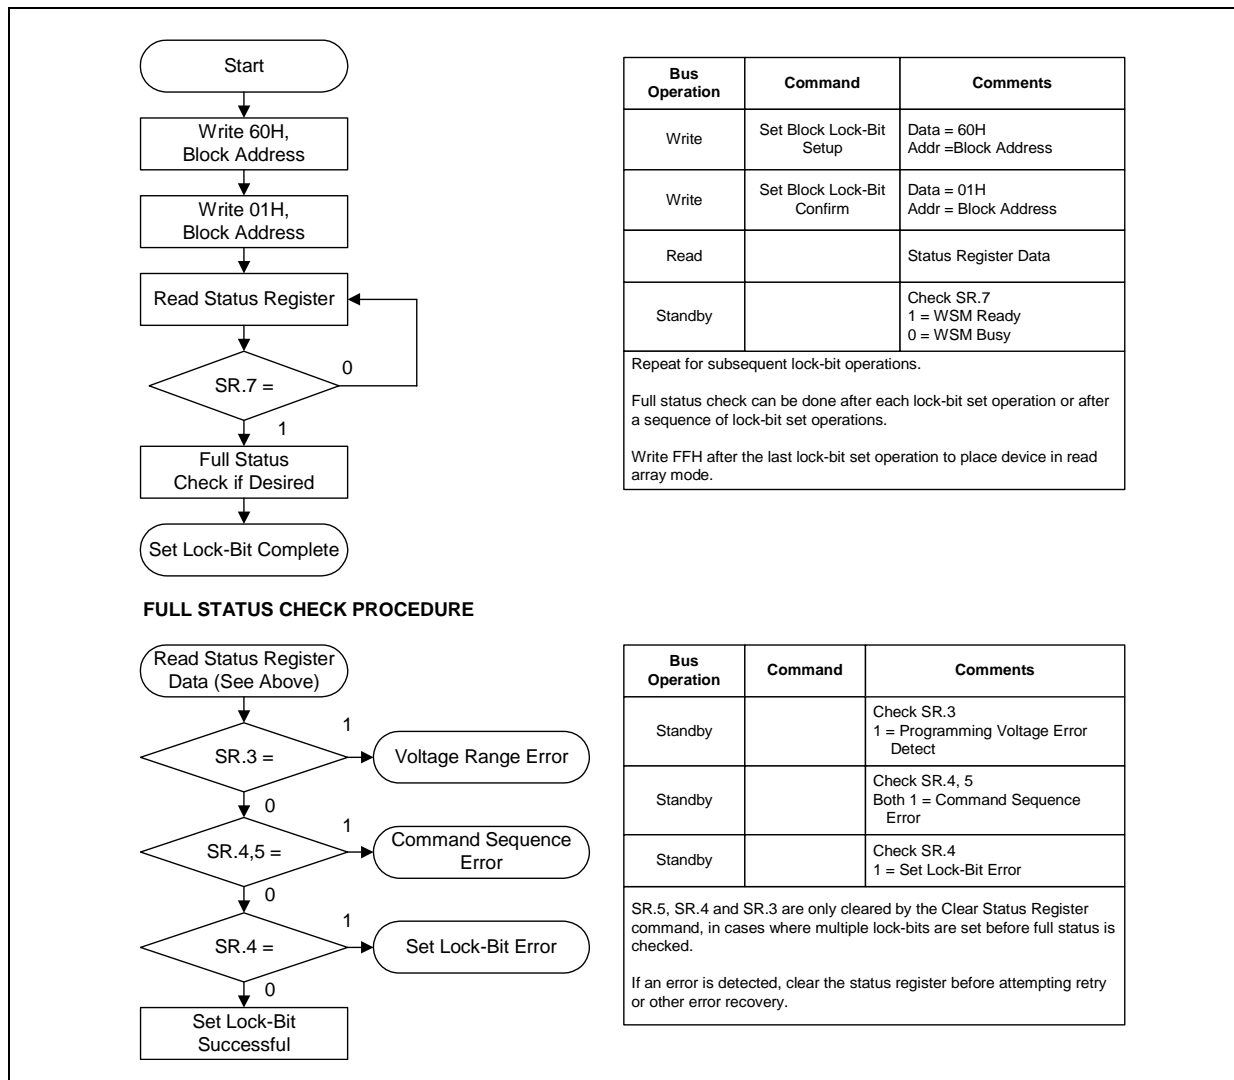 Start
Write 60H,
Block Address
Write 01H,
Block Address
Read Status Register
SR.7 =
0
1
Full Status
Check if Desired
Set Lock-Bit Complete
Bus
Operation
Command
Comments
Write
Set Block Lock-Bit
Setup
Data = 60H
Addr =Block Address
Write
Set Block Lock-Bit
Confirm
Data = 01H
Addr = Block Address
Read
Status Register Data
Standby
Check SR.7
1 = WSM Ready
0 = WSM Busy
Repeat for subsequent lock-bit operations.
Full status check can be done after each lock-bit set operation or after
a sequence of lock-bit set operations.
Write FFH after the last lock-bit set operation to place device in read
array mode.
FULL STATUS CHECK PROCEDURE
Read Status Register
Data (See Above)
SR.3 =
1
Voltage Range Error
0
SR.4,5 =
1
Command Sequence
Error
0
SR.4 =
1
Set Lock-Bit Error
0
Set Lock-Bit
Successful
Bus
Operation
Command
Comments
Standby
Check SR.3
1 = Programming Voltage Error
Detect
Standby
Check SR.4, 5
Both 1 = Command Sequence
Error
Standby
Check SR.4
1 = Set Lock-Bit Error
SR.5, SR.4 and SR.3 are only cleared by the Clear Status Register
command, in cases where multiple lock-bits are set before full status is
checked.
If an error is detected, clear the status register before attempting retry
or other error recovery.